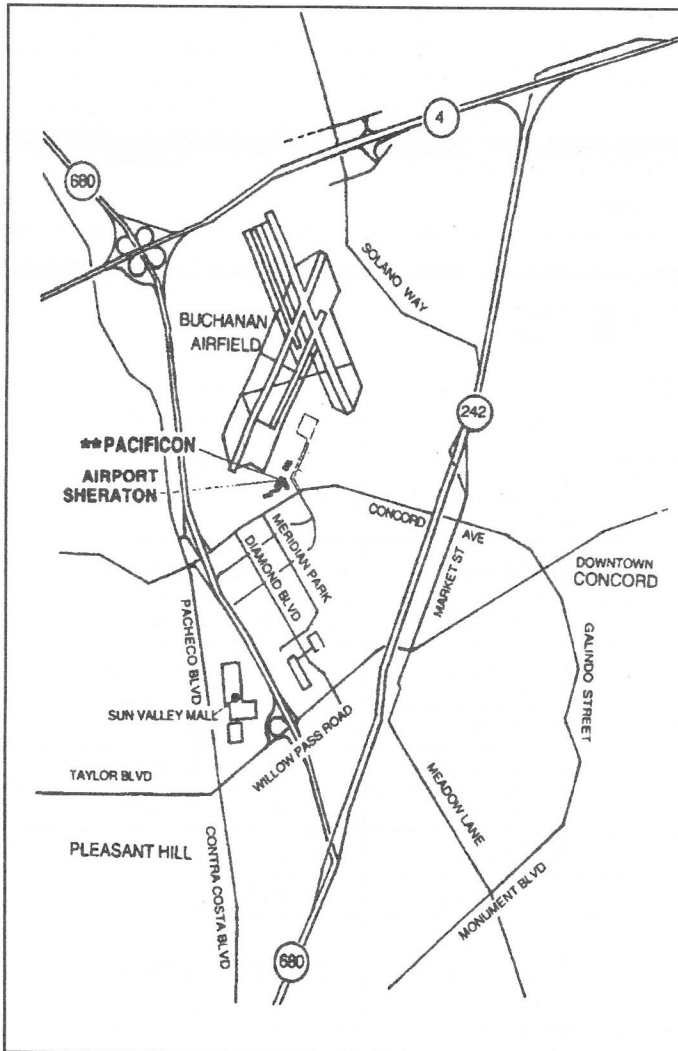 4
680
SOLANO WAY
BUCHANAN
AIRFIELD
242
**PACIFICON
AIRPORT
SHERATON
CONCORD
AVE
MERIDIAN PARK
DIAMOND BLVD
MARKET ST
DOWNTOWN
CONCORD
PACHECO BLVD
GALINDO STREET
SUN VALLEY MALL
WILLOW PASS ROAD
TAYLOR BLVD
MEADOW LANE
PLEASANT HILL
CONTRA COSTA BLVD
MONUMENT BLVD
680